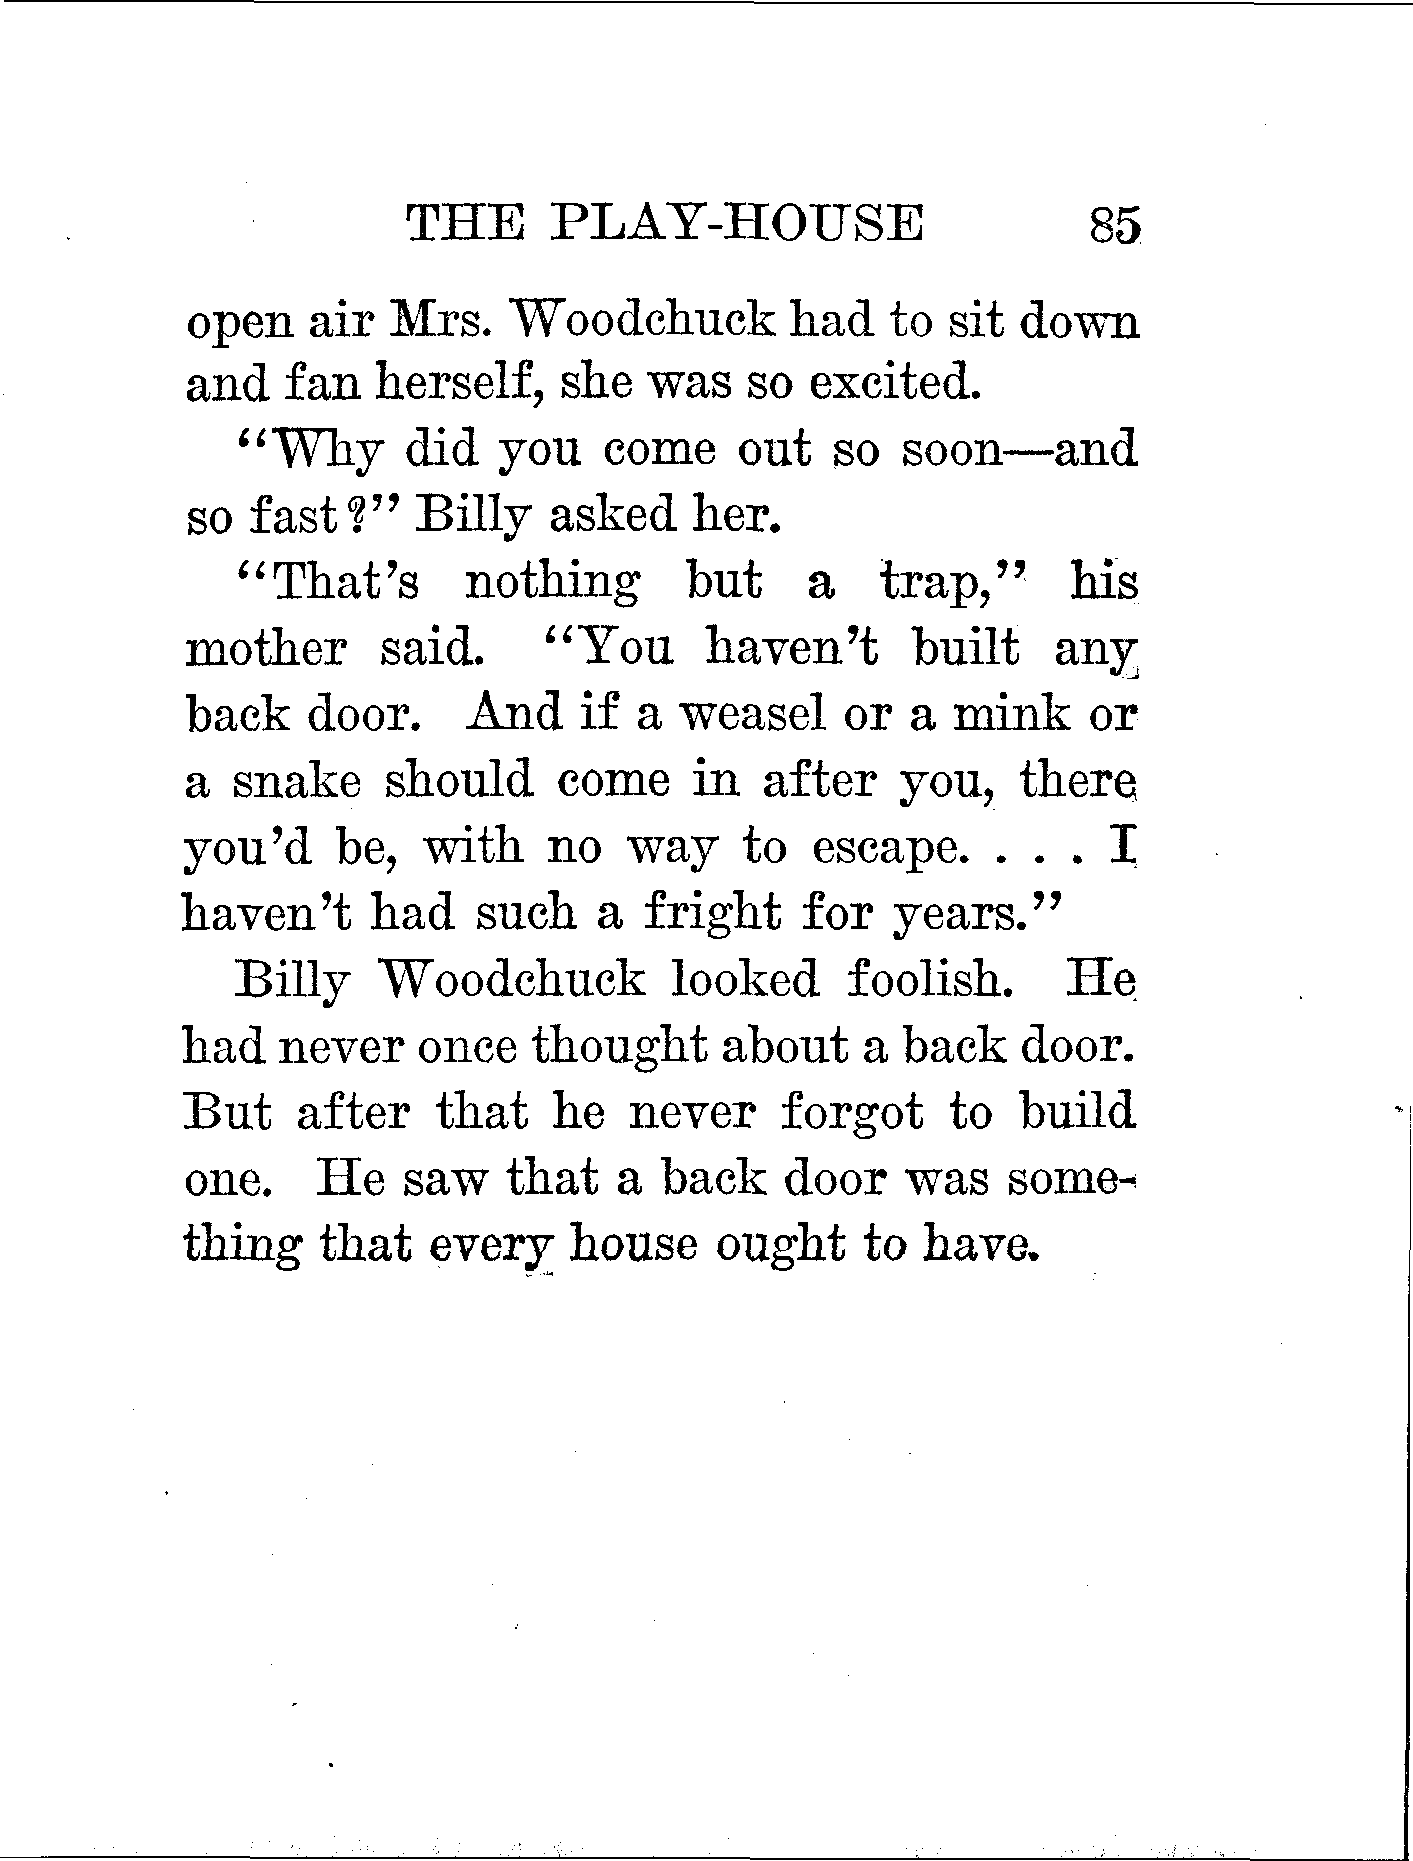 THE PLAY-HOUSE 85
open air Mrs. Woodchuck had to sit down
and fan herself, she was so excited.
"Why did you come out so soon—and
so fast?" Billy asked her.
"That's nothing but a trap," his
mother said. "You haven't built any
back door. And if a weasel or a mink or
a snake should come in after you, there
you'd be, with no way to escape. . . . I
haven't had such a fright for years."
Billy Woodchuck looked foolish. He
had never once thought about a back door.
But after that he never forgot to build
one. He saw that a back door was some-
thing that every house ought to have.